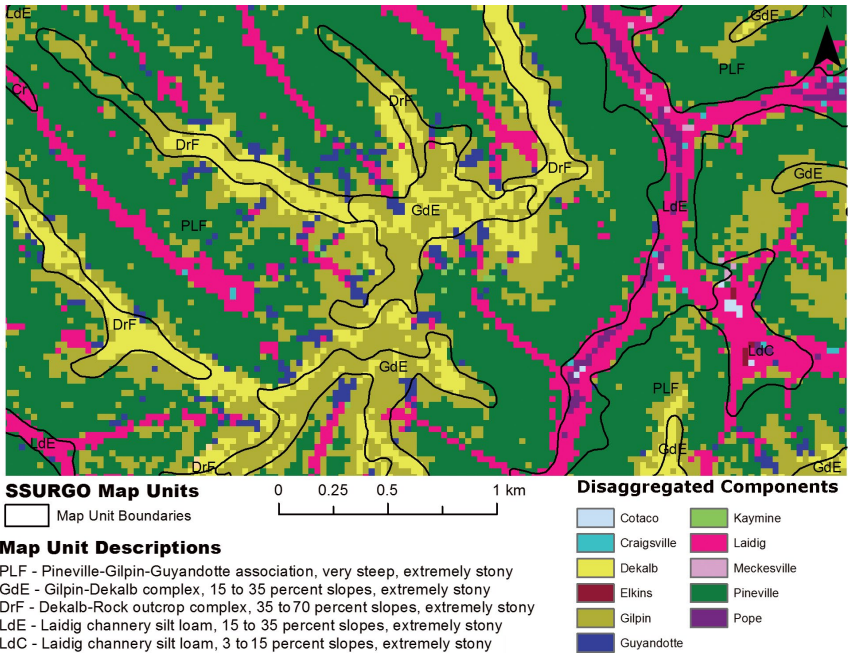 LdE
GdE
N
PLF
Cr
DrF
DrF
DrF
GdE
GdE
LdE
PLF
DrF
LdC
GdE
PLF
LdE
GdE
DrF
GdE
SSURGO Map Units
Map Unit Boundaries
0 0.25 0.5 1 km
Disaggregated Components
Cotaco Kaymine
Craigsville Laidig
Dekalb Meckesville
Elkins Pineville
Gilpin Pope
Guyandotte
Map Unit Descriptions
PLF - Pineville-Gilpin-Guyandotte association, very steep, extremely stony
GdE - Gilpin-Dekalb complex, 15 to 35 percent slopes, extremely stony
DrF - Dekalb-Rock outcrop complex, 35 to 70 percent slopes, extremely stony
LdE - Laidig channery silt loam, 15 to 35 percent slopes, extremely stony
LdC - Laidig channery silt loam, 3 to 15 percent slopes, extremely stony